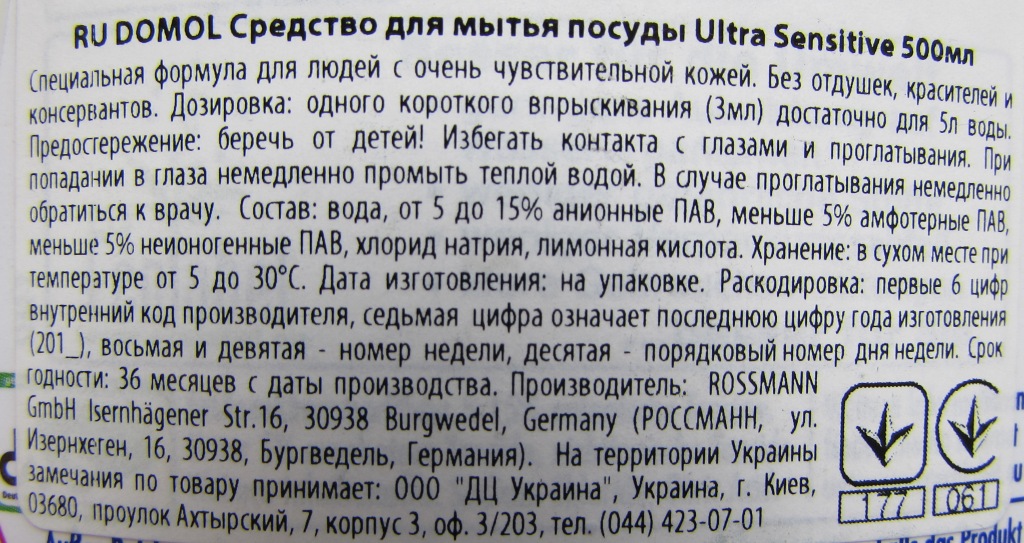 RU DOMOL Средство для мытья посуды Ultra Sensitive 500мл
Специальная формула для людей с очень чувствительной кожей. Без отдушек, красителей и
консервантов. Дозировка: одного короткого впрыскивания (3мл) достаточно для 5л воды.
Предостережение: беречь от детей! Избегать контакта с глазами и проглатывания. При
попадании в глаза немедленно промыть теплой водой. В случае проглатывания немедленно
обратиться к врачу. Состав: вода, от 5 до 15% анионные ПАВ, меньше 5% амфотерные ПАВ,
меньше 5% неионогенные ПАВ, хлорид натрия, лимонная кислота. Хранение: в сухом месте при
температуре от 5 до 30°С. Дата изготовления: на упаковке. Раскодировка: первые 6 цифр
внутренний код производителя, седьмая цифра означает последнюю цифру года изготовления
(201_), восьмая и девятая - номер недели, десятая - порядковый номер дня недели. Срок
годности: 36 месяцев с даты производства. Производитель: ROSSMANN
GmbH Isernhägener Str.16, 30938 Burgwedel, Germany (РОССМАНН, ул.
Изернхеген, 16, 30938, Бургведель, Германия). На территории Украины
замечания по товару принимает: ООО "ДЦ Украина", Украина, г. Киев,
03680, проулок Ахтырский, 7, корпус 3, оф. 3/203, тел. (044) 423-07-01
177 061
das Produkt